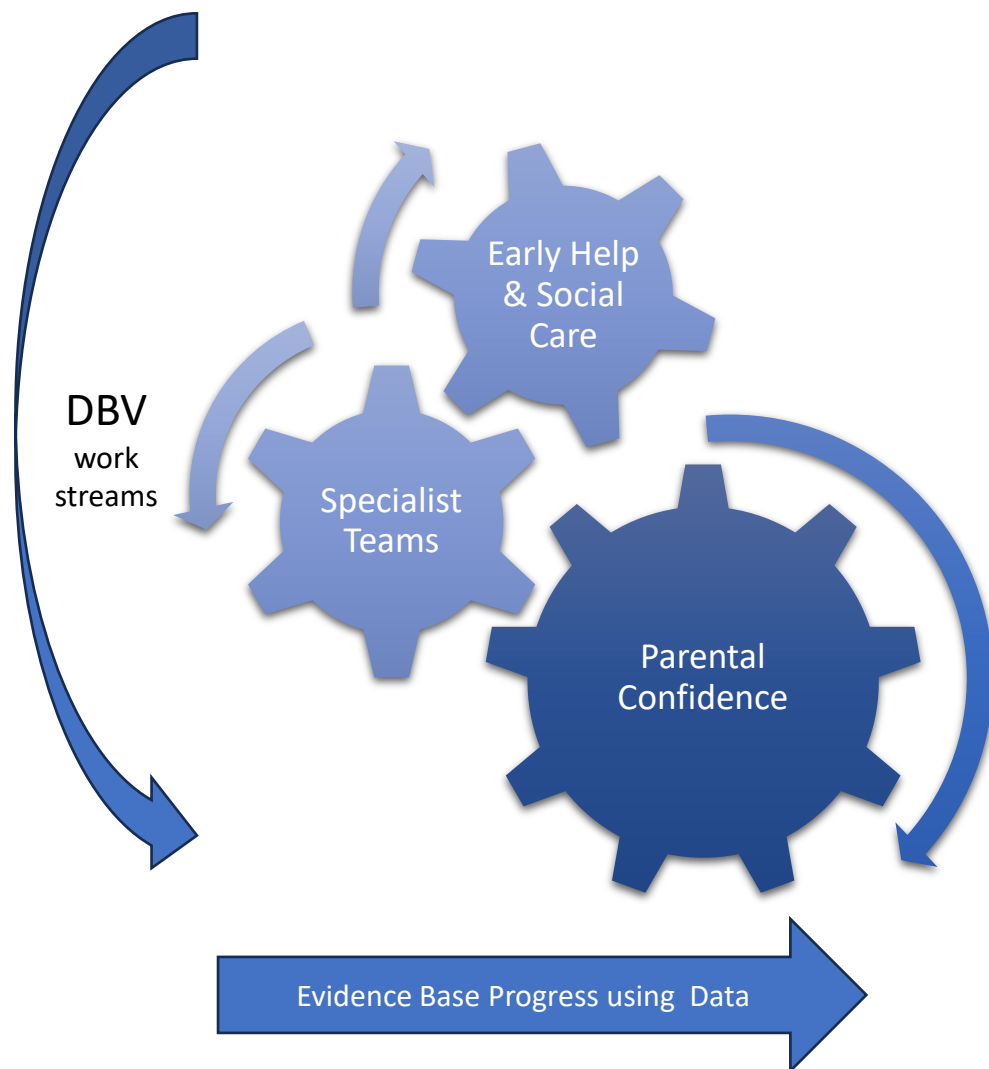 Early Help
& Social
Care
DBV
work
streams
Specialist
Teams
Parental
Confidence
Evidence Base Progress using  Data